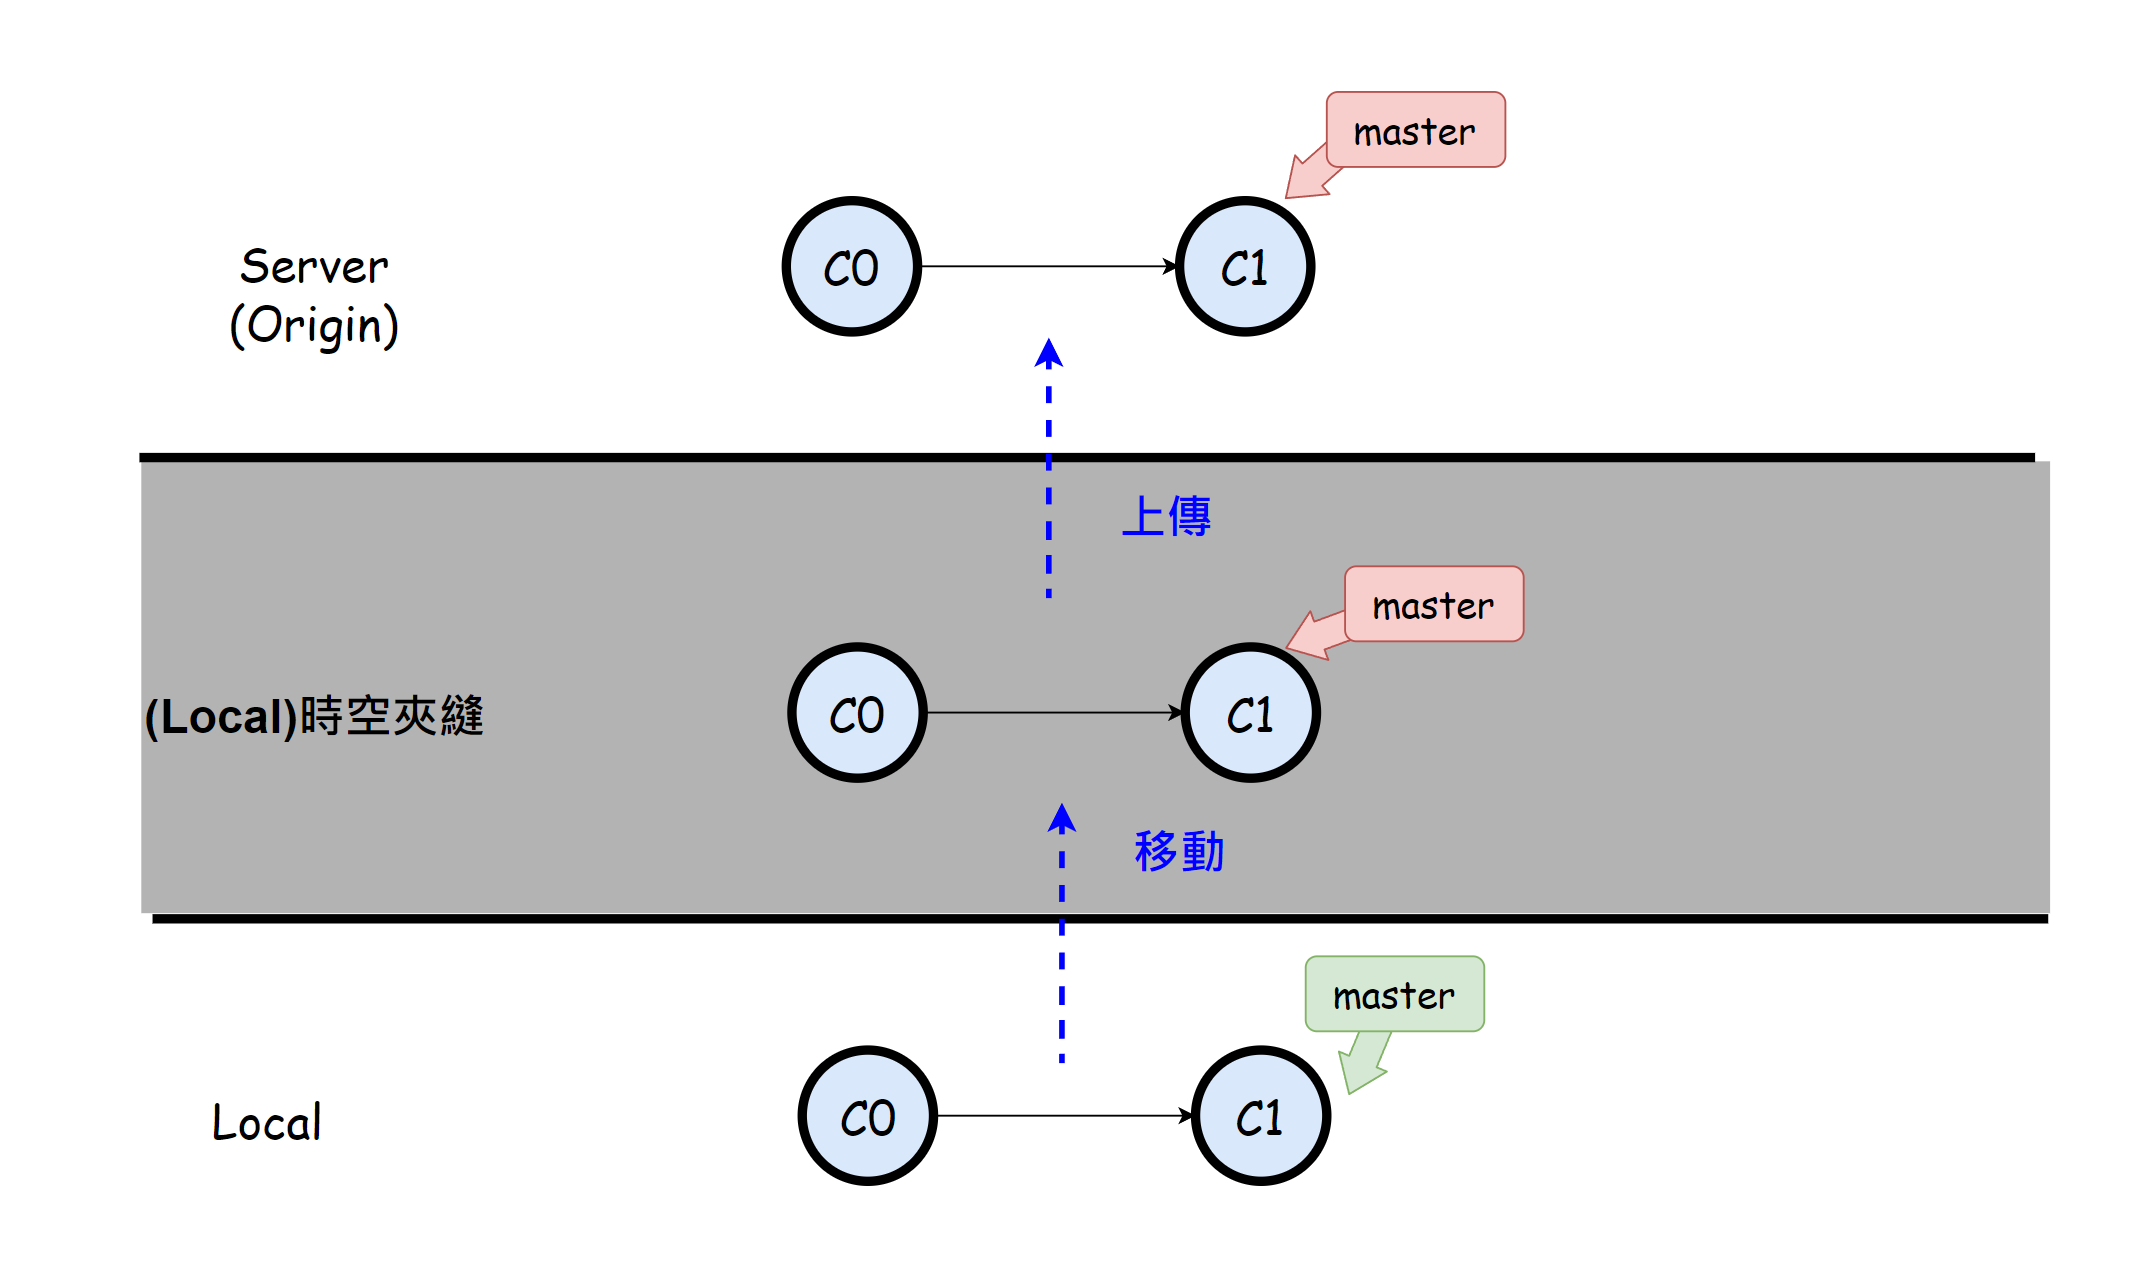 master
Server
(Origin)
C0
C1
上傳
master
(Local)時空夾縫
C0
C1
移動
master
Local
C0
C1